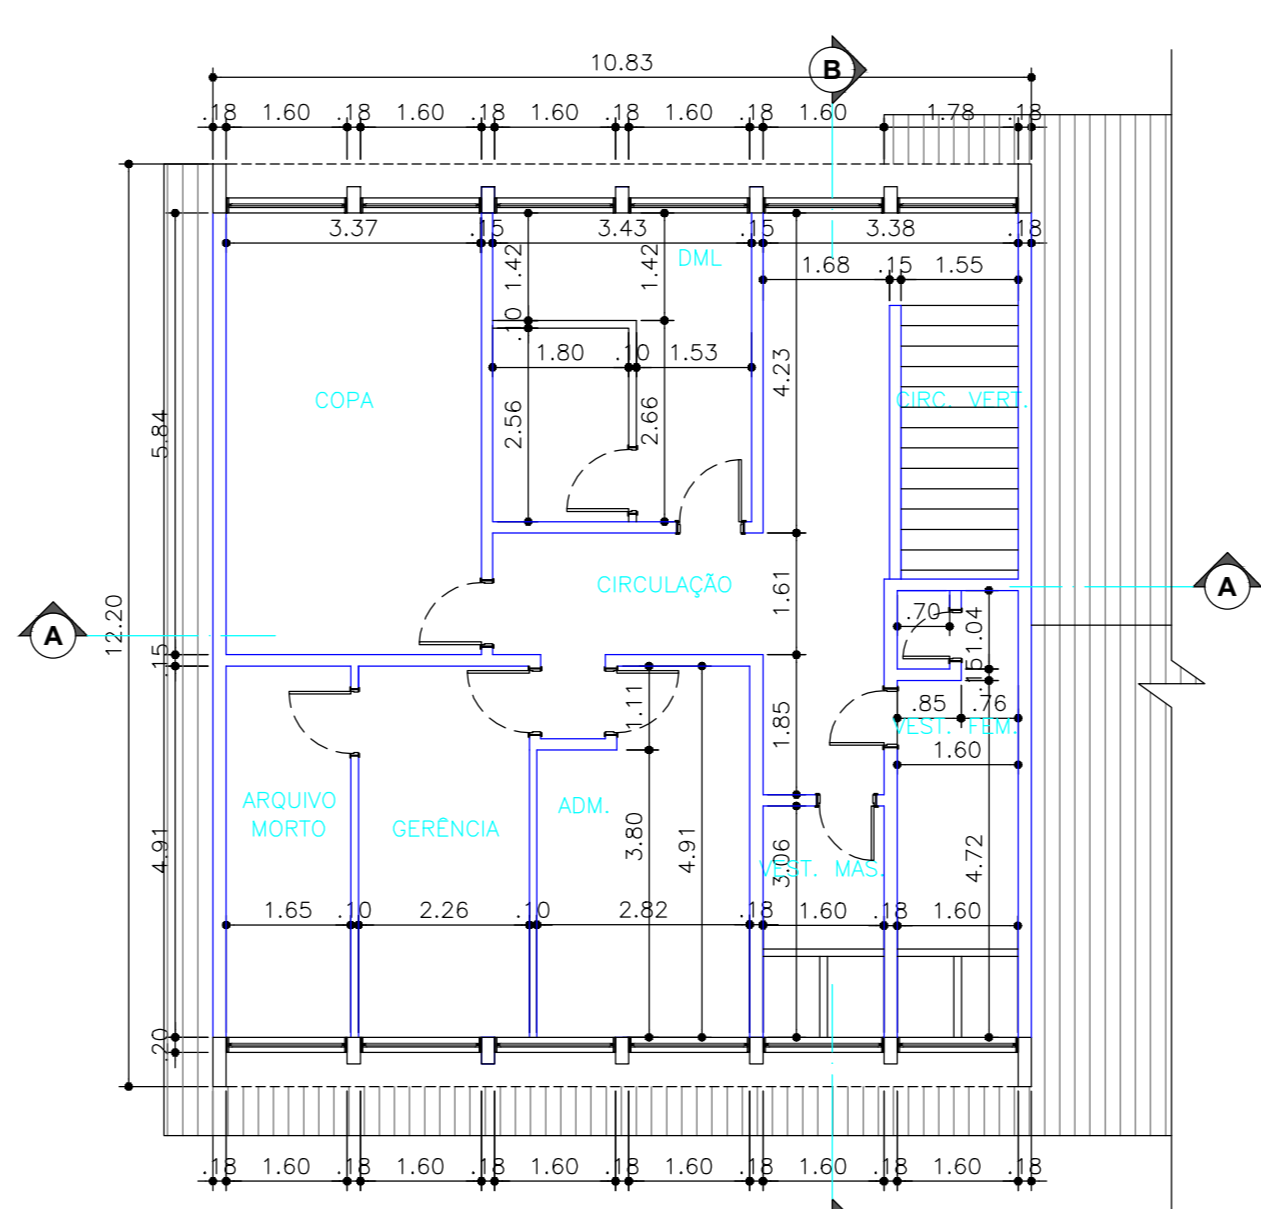 10.83
B
.18 1.60 .18 1.60 .18 1.60 .18 1.60 .18 1.60 1.78 .18
3.37 .15 3.43 .15 3.38 .18
1.42 1.42 DML
1.68 .15 1.55
.10
1.80 .10 1.53
4.23
COPA
CIRC. VERT.
5.84
2.56 2.66
CIRCULAÇÃO
1.61
A
.70 1.04
12.20
A
.15
.15
1.11
1.85
.85 .76
VEST. FEM.
1.60
ARQUIVO
MORTO
GERÊNCIA
ADM.
4.91
3.80 4.91
3.06
VEST. MAS.
4.72
1.65 .10 2.26 .10 2.82 .18 1.60 .18 1.60
.20
.18 1.60 .18 1.60 .18 1.60 .18 1.60 .18 1.60 .18 1.60 .18